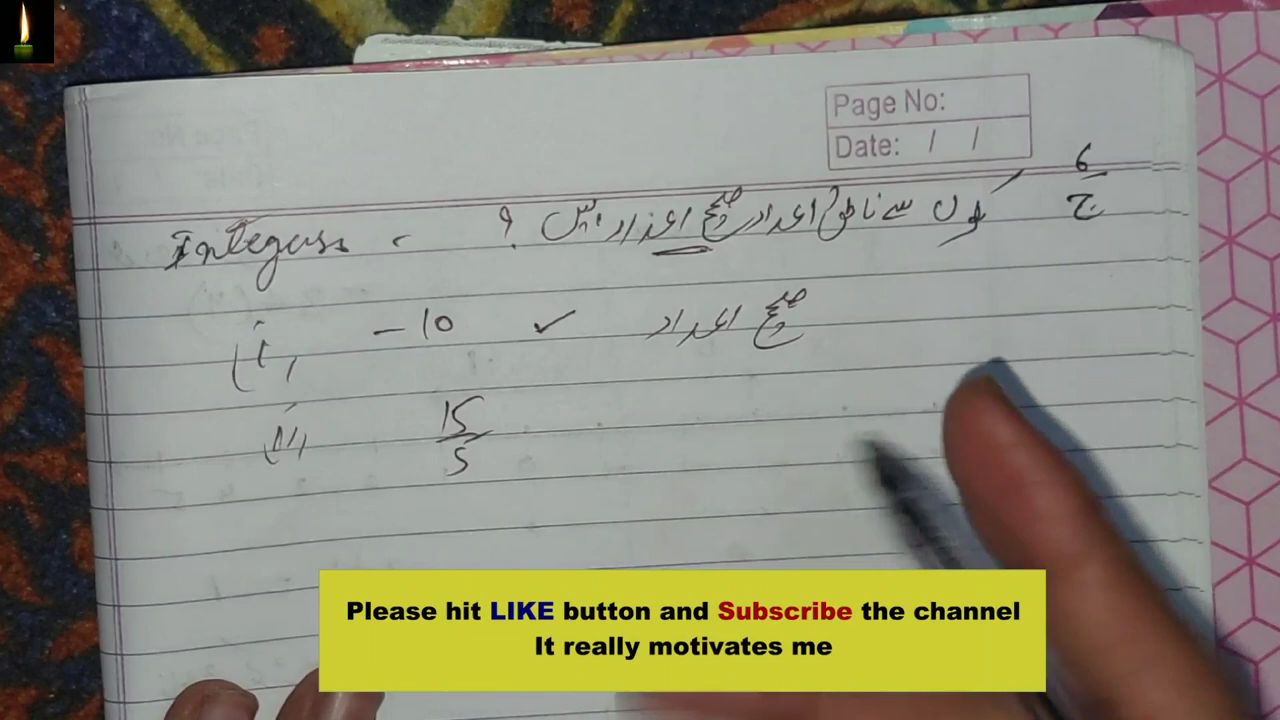 Page No:
Date: / /
ج 6
کون سے ناطق اعداد صحیح اعداد ہیں ؟
Integers -
(i) -10 ✓ صحیح اعداد
(ii) 15/5
Please hit LIKE button and Subscribe the channel
It really motivates me